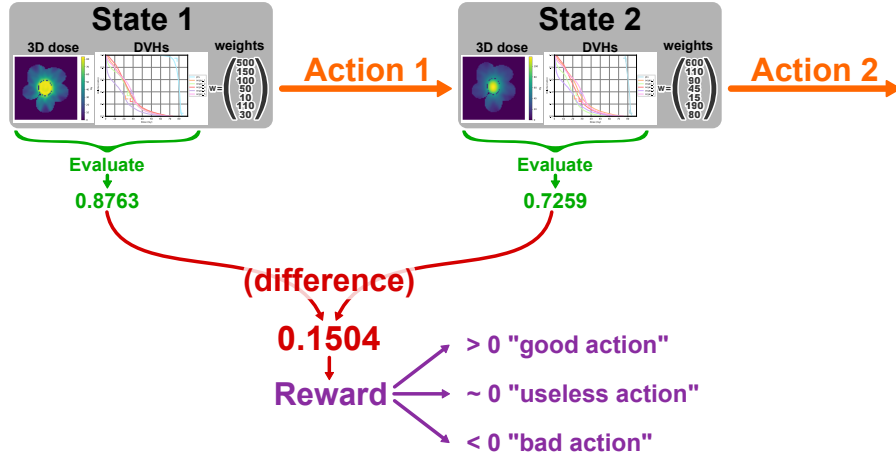 State 1
3D dose
DVHs
weights
w =
500
150
100
45
10
110
30
Action 1
State 2
3D dose
DVHs
weights
w =
600
110
90
45
15
190
80
Action 2
Evaluate
0.8763
Evaluate
0.7259
(difference)
0.1504
Reward
> 0 "good action"
~ 0 "useless action"
< 0 "bad action"